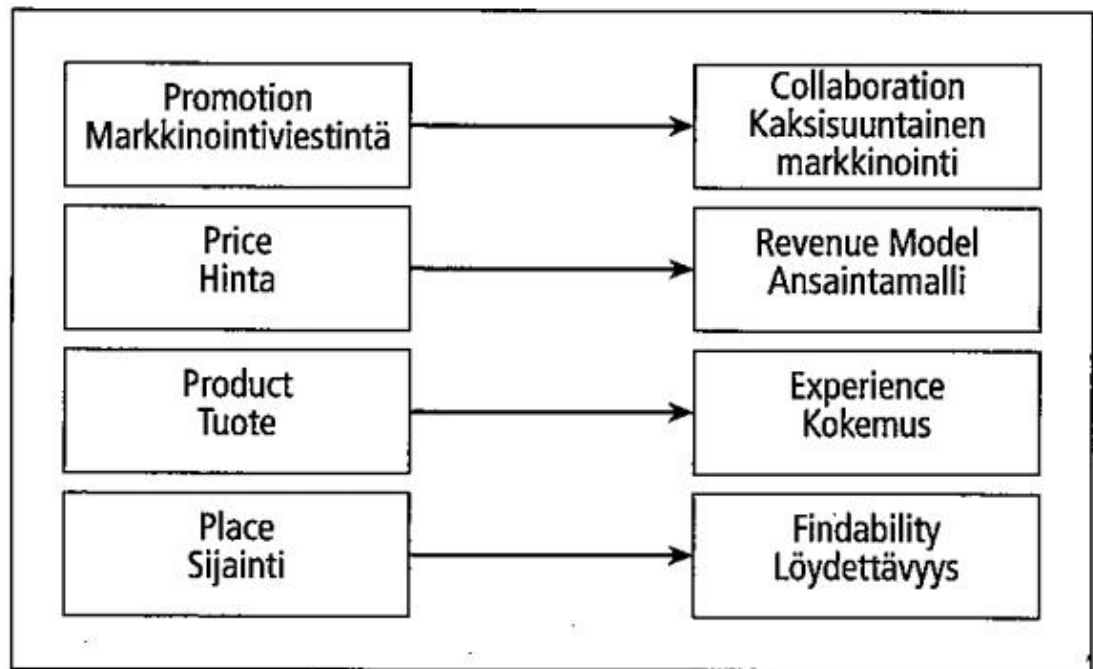 Promotion
Markkinointiviestintä
Collaboration
Kaksisuuntainen
markkinointi
Price
Hinta
Revenue Model
Ansaintamalli
Product
Tuote
Experience
Kokemus
Place
Sijainti
Findability
Löydettävyys